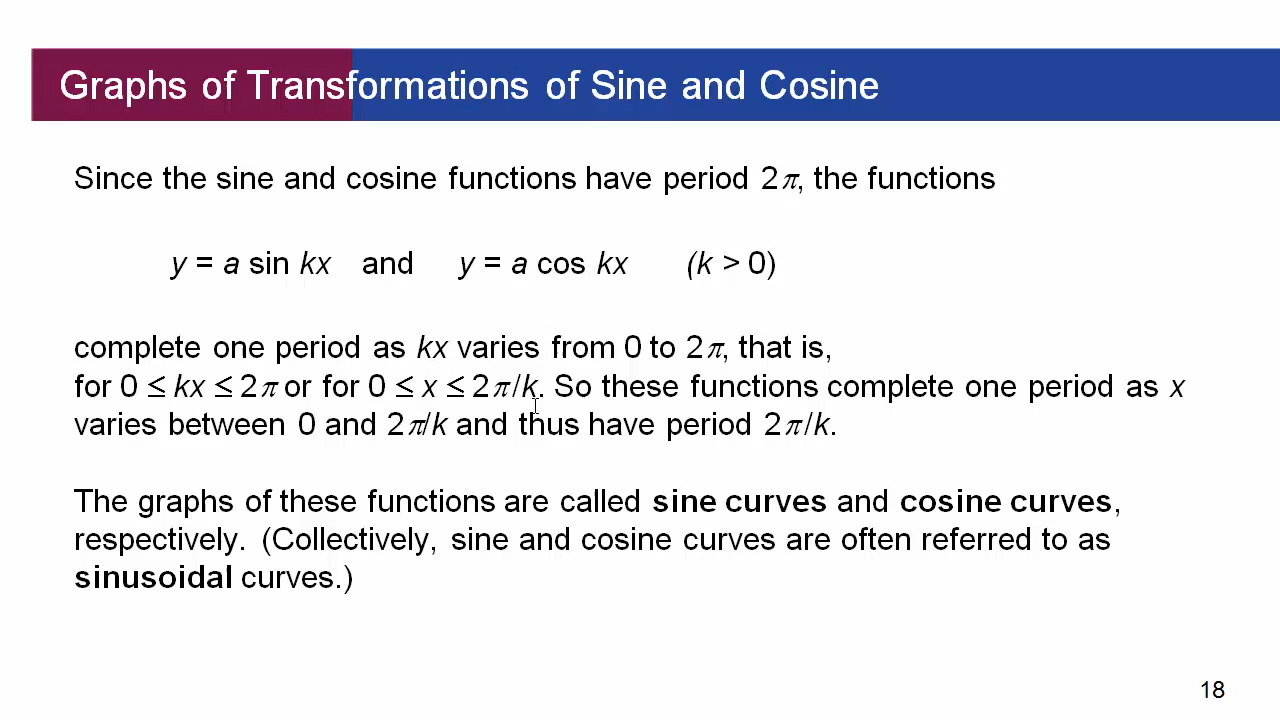 Graphs of Transformations of Sine and Cosine
Since the sine and cosine functions have period 2π, the functions
y = a sin kx and y = a cos kx (k > 0)
complete one period as kx varies from 0 to 2π, that is,
for 0 ≤ kx ≤ 2π or for 0 ≤ x ≤ 2π/k. So these functions complete one period as x
varies between 0 and 2π/k and thus have period 2π/k.
The graphs of these functions are called sine curves and cosine curves,
respectively. (Collectively, sine and cosine curves are often referred to as
sinusoidal curves.)
18